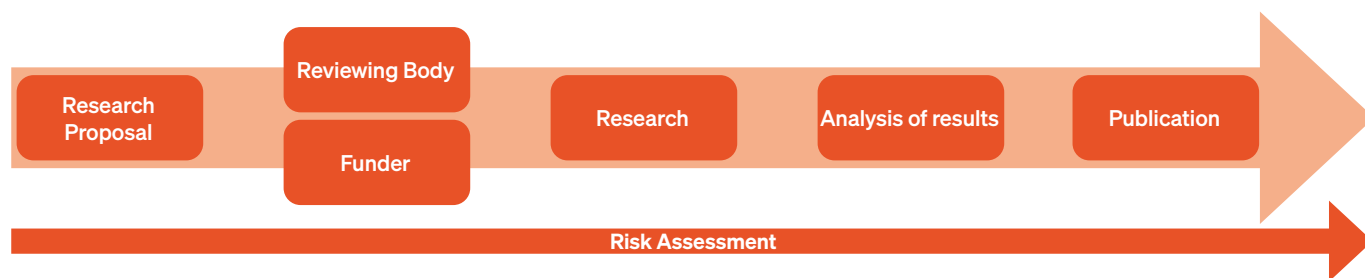 Research
Proposal
Reviewing Body
Funder
Research
Analysis of results
Publication
Risk Assessment